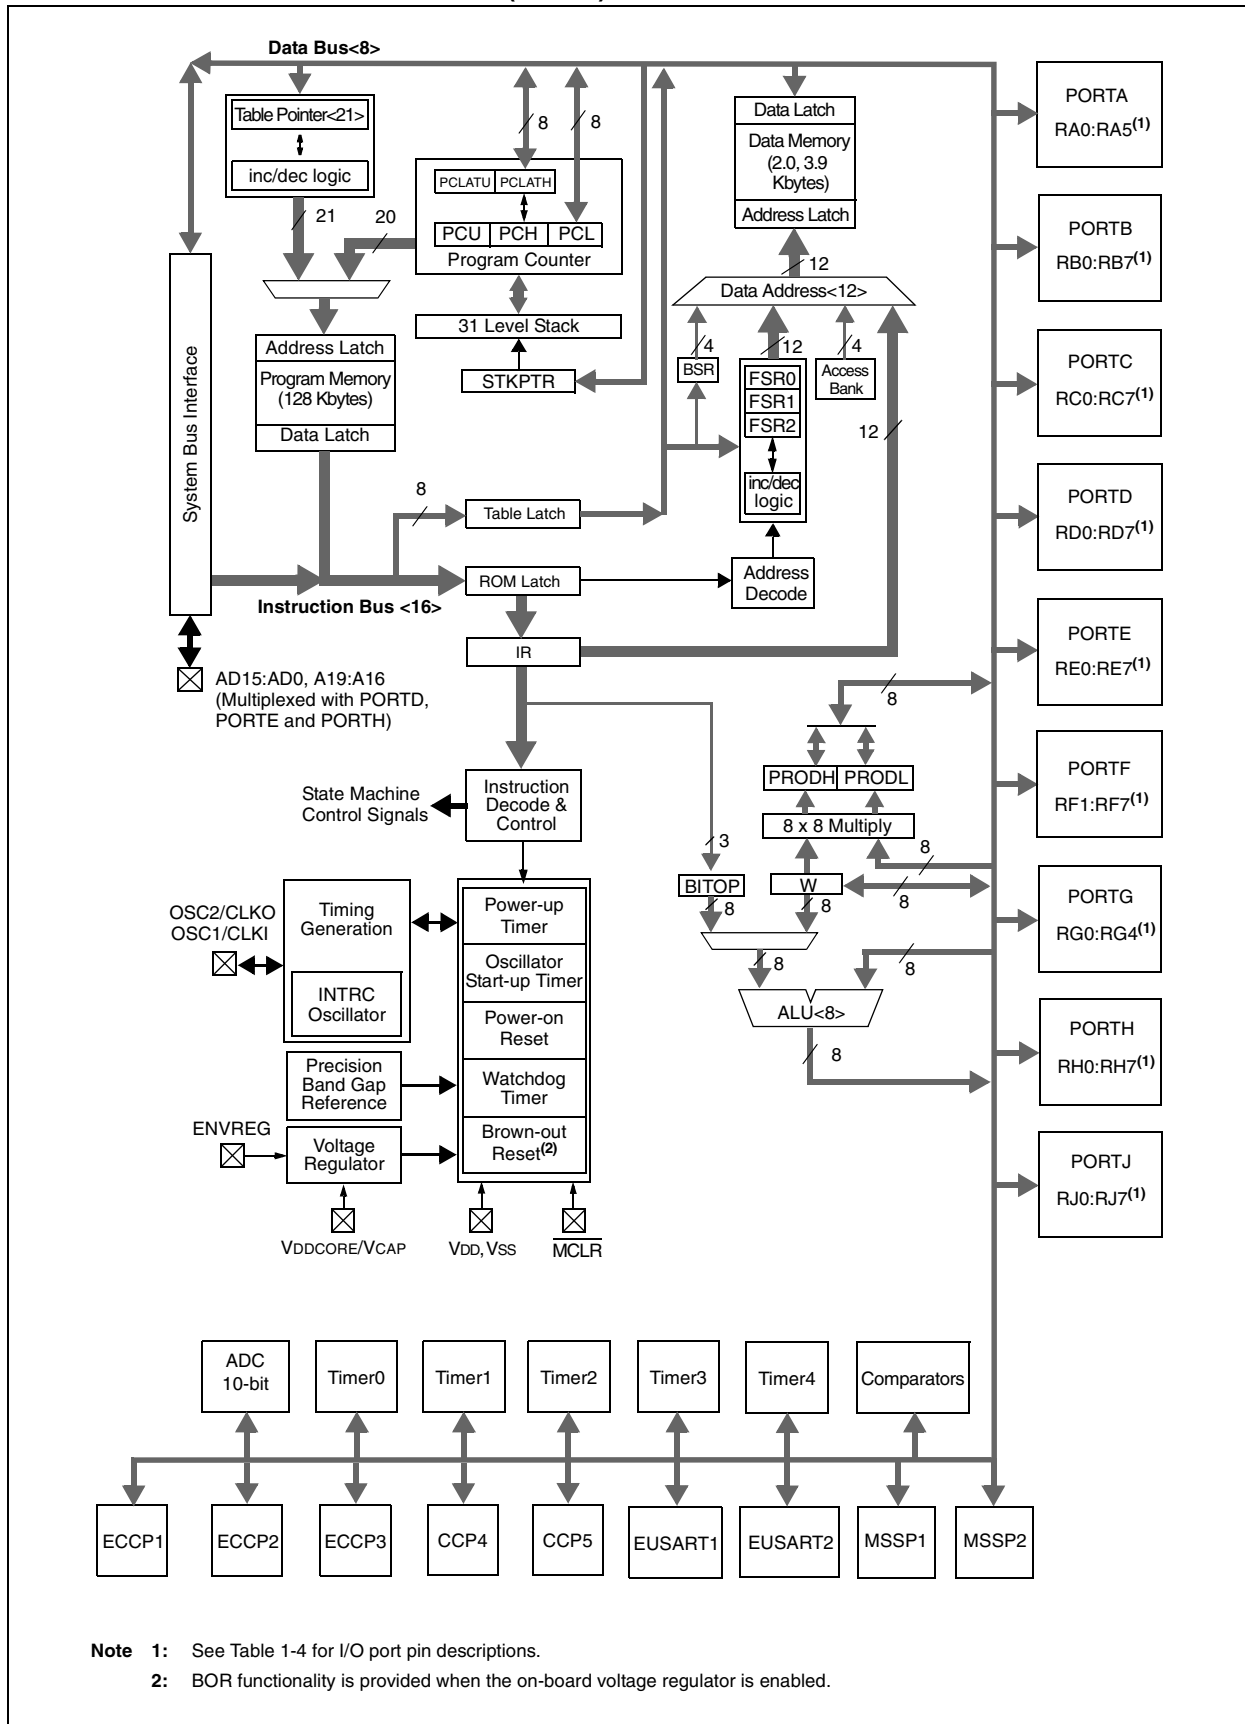 Data Bus<8>
Table Pointer<21>
inc/dec logic
21
20
8
8
PCLATU PCLATH
PCU PCH PCL
Program Counter
31 Level Stack
STKPTR
Data Latch
Data Memory
(2.0, 3.9
Kbytes)
Address Latch
12
Data Address<12>
4
12
4
BSR
FSR0
FSR1
FSR2
inc/dec
logic
Access
Bank
12
Address Latch
Program Memory
(128 Kbytes)
Data Latch
System Bus Interface
8
Table Latch
ROM Latch
Address
Decode
Instruction Bus <16>
IR
AD15:AD0, A19:A16
(Multiplexed with PORTD,
PORTE and PORTH)
8
PRODH PRODL
8 x 8 Multiply
8
State Machine
Control Signals
Instruction
Decode &
Control
3
BITOP
W
8
8
8
8
8
ALU<8>
8
OSC2/CLKO
OSC1/CLKI
Timing
Generation
INTRC
Oscillator
Power-up
Timer
Oscillator
Start-up Timer
Power-on
Reset
Watchdog
Timer
Brown-out
Reset(2)
Precision
Band Gap
Reference
ENVREG
Voltage
Regulator
VDDCORE/VCAP
VDD, VSS
MCLR
PORTA
RA0:RA5(1)
PORTB
RB0:RB7(1)
PORTC
RC0:RC7(1)
PORTD
RD0:RD7(1)
PORTE
RE0:RE7(1)
PORTF
RF1:RF7(1)
PORTG
RG0:RG4(1)
PORTH
RH0:RH7(1)
PORTJ
RJ0:RJ7(1)
ADC
10-bit
Timer0
Timer1
Timer2
Timer3
Timer4
Comparators
ECCP1
ECCP2
ECCP3
CCP4
CCP5
EUSART1
EUSART2
MSSP1
MSSP2
Note 1: See Table 1-4 for I/O port pin descriptions.
2: BOR functionality is provided when the on-board voltage regulator is enabled.